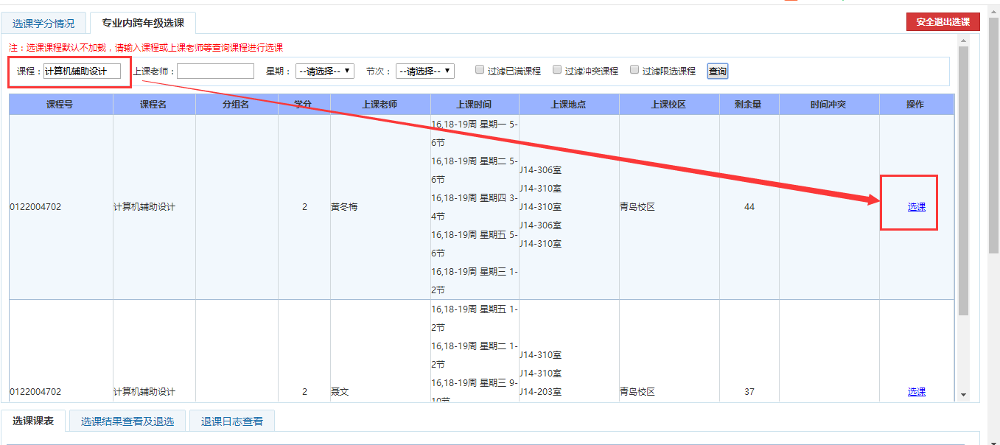 选课学分情况 专业内跨年级选课 安全退出选课
注：选课课程默认不加载，请输入课程或上课老师等查询课程进行选课
课程：计算机辅助设计 上课老师： 星期： --请选择-- 节次： --请选择-- 过滤已满课程 过滤冲突课程 过滤限选课程 查询
课程号 课程名 分组名 学分 上课老师 上课时间 上课地点 上课校区 剩余量 时间冲突 操作
16,18-19周 星期一 5-
6节
16,18-19周 星期二 5-
6节
16,18-19周 星期四 3-
4节
16,18-19周 星期五 5-
6节
16,18-19周 星期三 1-
2节
J14-306室
J14-310室
J14-310室
J14-306室
J14-310室
0122004702 计算机辅助设计 2 黄冬梅 青岛校区 44 选课
16,18-19周 星期五 1-
2节
16,18-19周 星期二 1-
2节
16,18-19周 星期三 9-
10节
J14-310室
J14-310室
J14-203室
0122004702 计算机辅助设计 2 聂文 青岛校区 37 选课
选课课表 选课结果查看及退选 退课日志查看